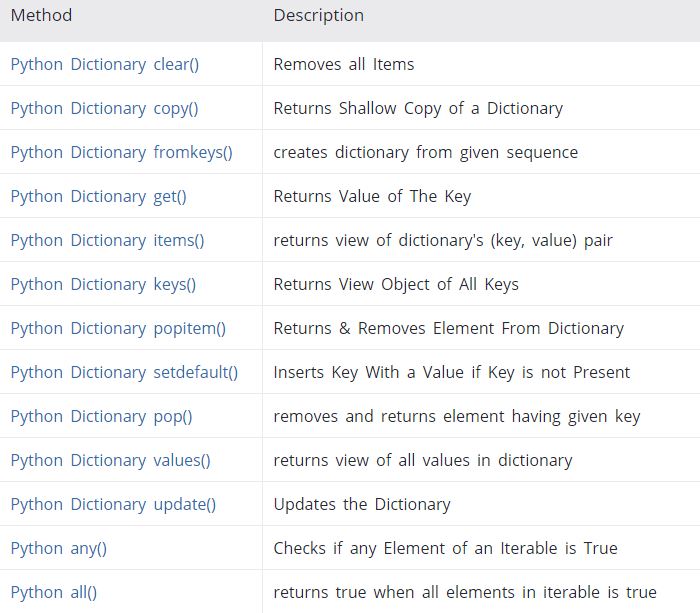 Method Description
Python Dictionary clear() Removes all Items
Python Dictionary copy() Returns Shallow Copy of a Dictionary
Python Dictionary fromkeys() creates dictionary from given sequence
Python Dictionary get() Returns Value of The Key
Python Dictionary items() returns view of dictionary's (key, value) pair
Python Dictionary keys() Returns View Object of All Keys
Python Dictionary popitem() Returns & Removes Element From Dictionary
Python Dictionary setdefault() Inserts Key With a Value if Key is not Present
Python Dictionary pop() removes and returns element having given key
Python Dictionary values() returns view of all values in dictionary
Python Dictionary update() Updates the Dictionary
Python any() Checks if any Element of an Iterable is True
Python all() returns true when all elements in iterable is true